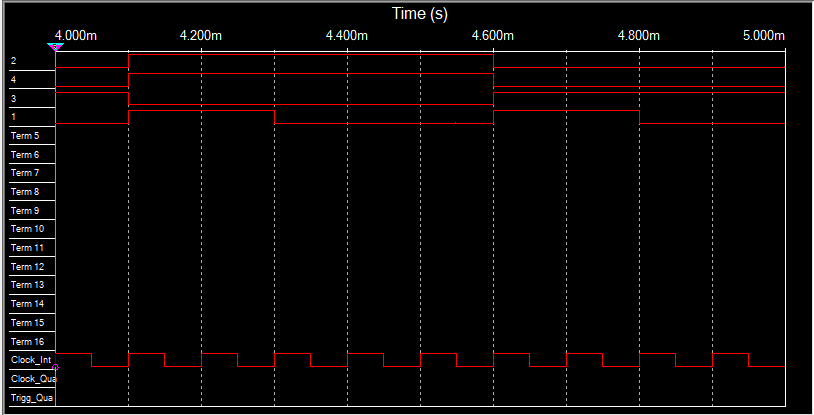 Time (s)
4.000m 4.200m 4.400m 4.600m 4.800m 5.000m
2
4
3
1
Term 5
Term 6
Term 7
Term 8
Term 9
Term 10
Term 11
Term 12
Term 13
Term 14
Term 15
Term 16
Clock_Int
Clock_Qua
Trigg_Qua